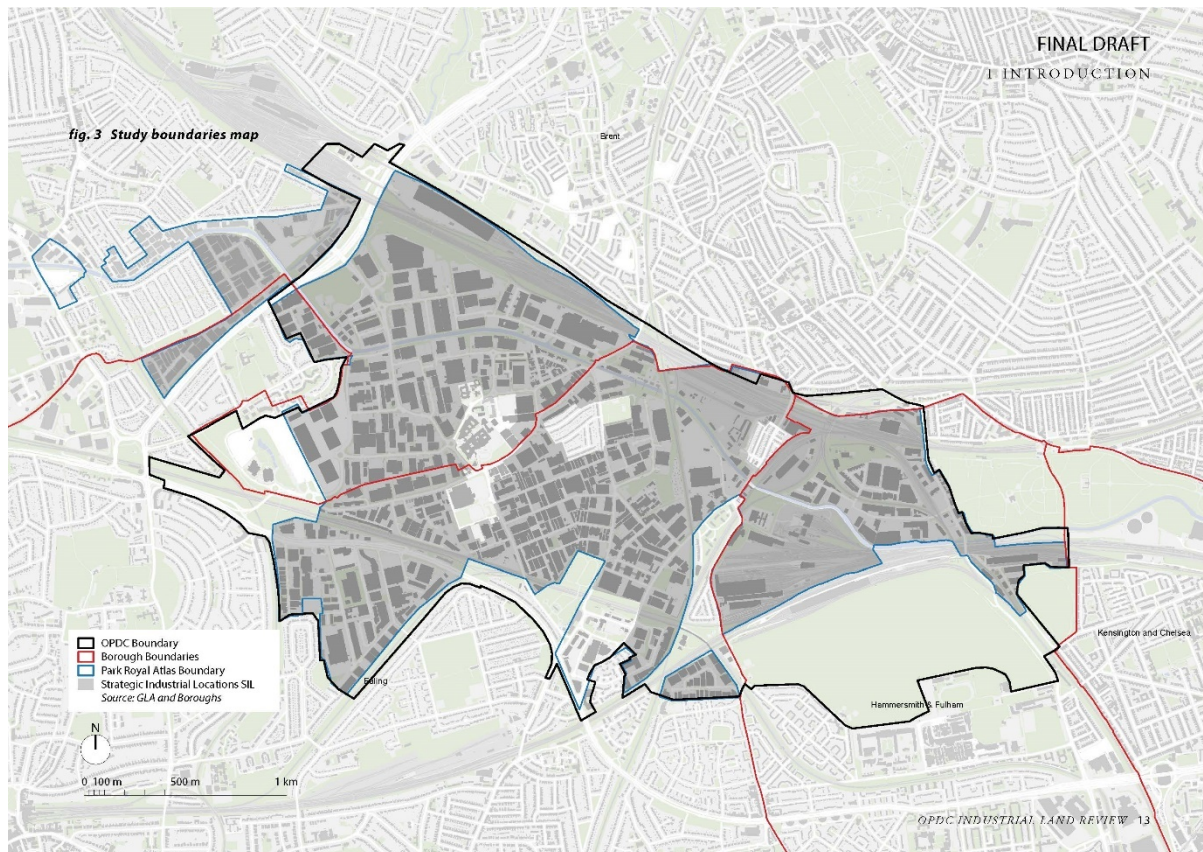 FINAL DRAFT
1 INTRODUCTION
fig. 3 Study boundaries map
Brent
Kensington and Chelsea
Ealing
Hammersmith & Fulham
OPDC Boundary
Borough Boundaries
Park Royal Atlas Boundary
Strategic Industrial Locations SIL
Source: GLA and Boroughs
N
0 100 m 500 m 1 km
OPDC INDUSTRIAL LAND REVIEW 13